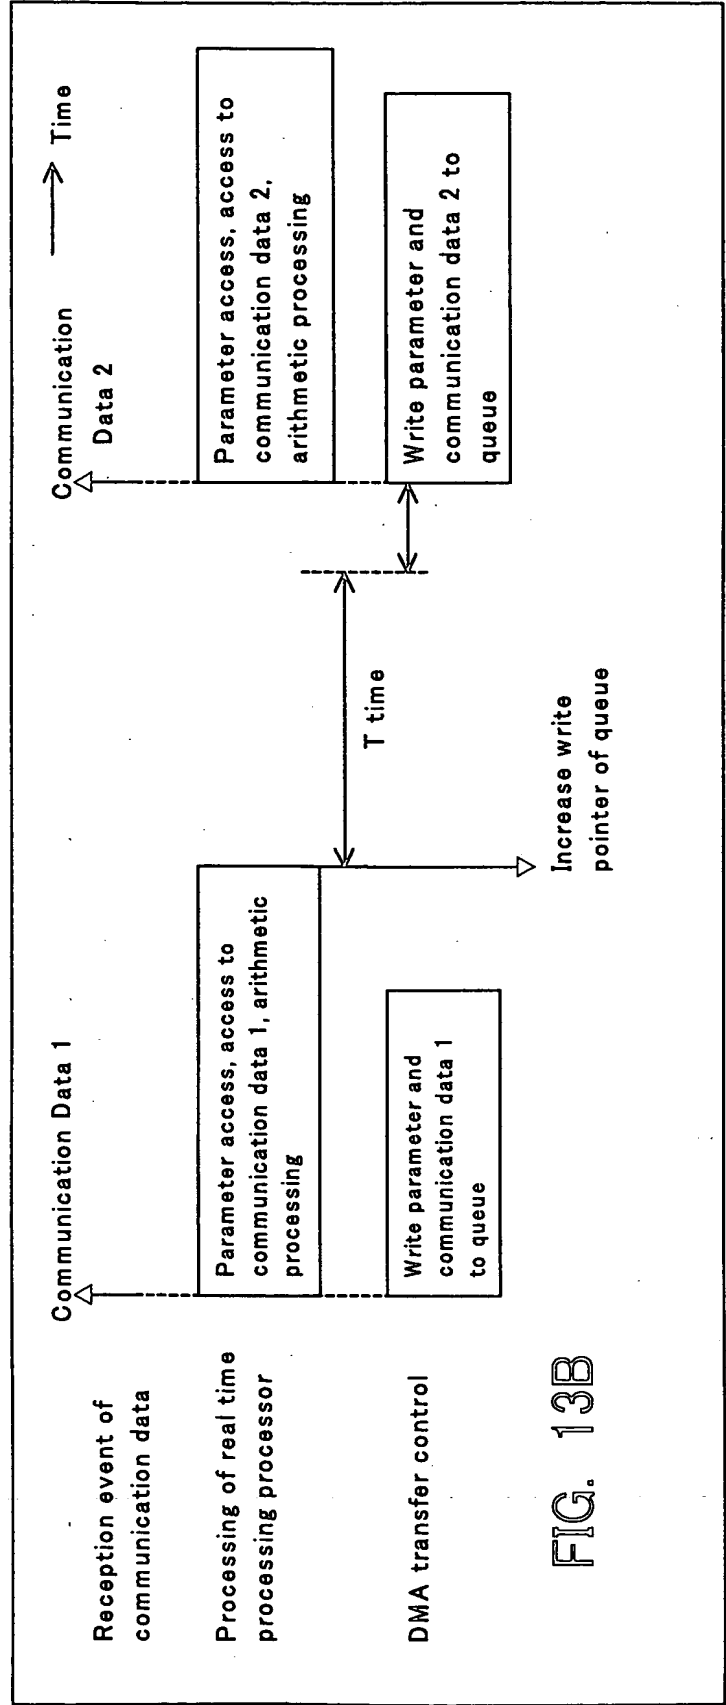 Communication Data 1
Communication
Data 2
Time
Reception event of
communication data
Processing of real time
processing processor
Parameter access, access to
communication data 1, arithmetic
processing
Parameter access, access to
communication data 2,
arithmetic processing
T time
DMA transfer control
Write parameter and
communication data 1
to queue
Write parameter and
communication data 2 to
queue
Increase write
pointer of queue
FIG. 13B